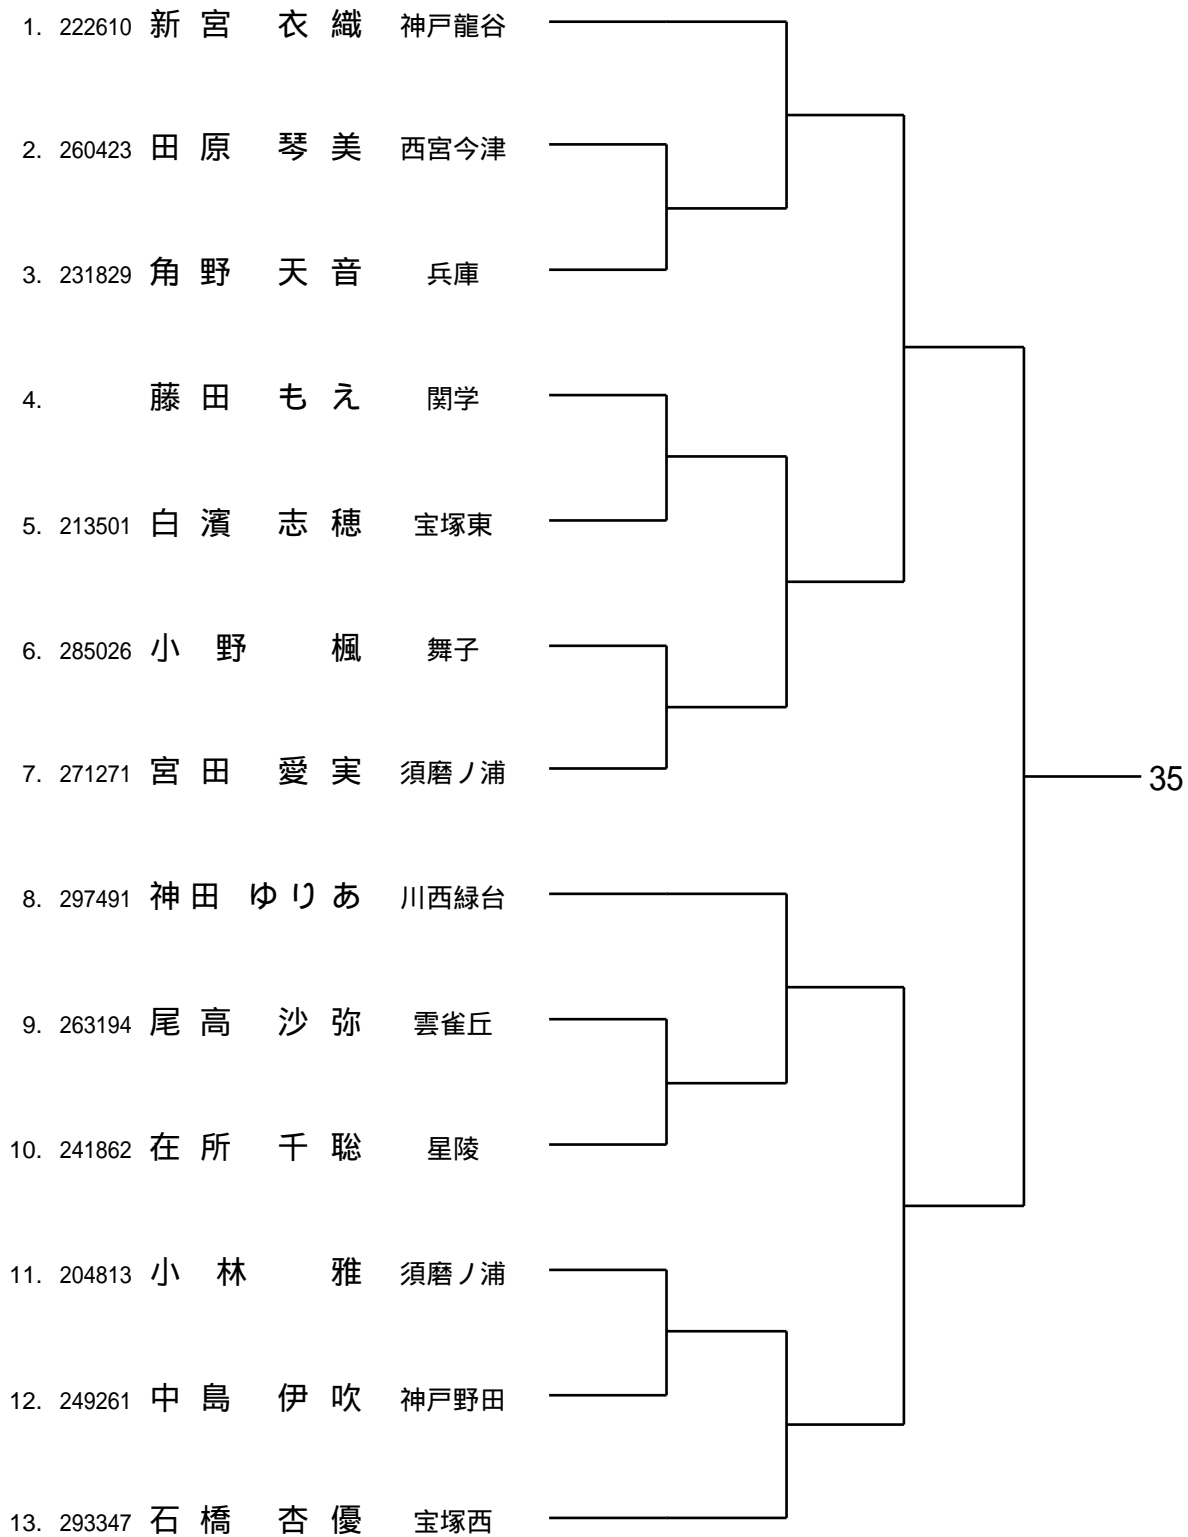 1. 222610 新宮 衣織 神戸龍谷
2. 260423 田原 琴美 西宮今津
3. 231829 角野 天音 兵庫
4. 藤田 もえ 関学
5. 213501 白濱 志穂 宝塚東
6. 285026 小野 楓 舞子
7. 271271 宮田 愛実 須磨ノ浦
35
8. 297491 神田 ゆりあ 川西緑台
9. 263194 尾高 沙弥 雲雀丘
10. 241862 在所 千聡 星陵
11. 204813 小林 雅 須磨ノ浦
12. 249261 中島 伊吹 神戸野田
13. 293347 石橋 杏優 宝塚西